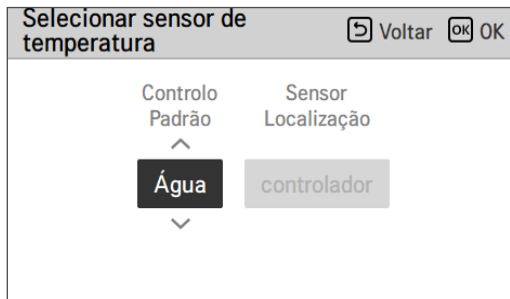 Selecionar sensor de
temperatura
Voltar OK OK
Controlo
Padrão
Sensor
Localização
Água
controlador